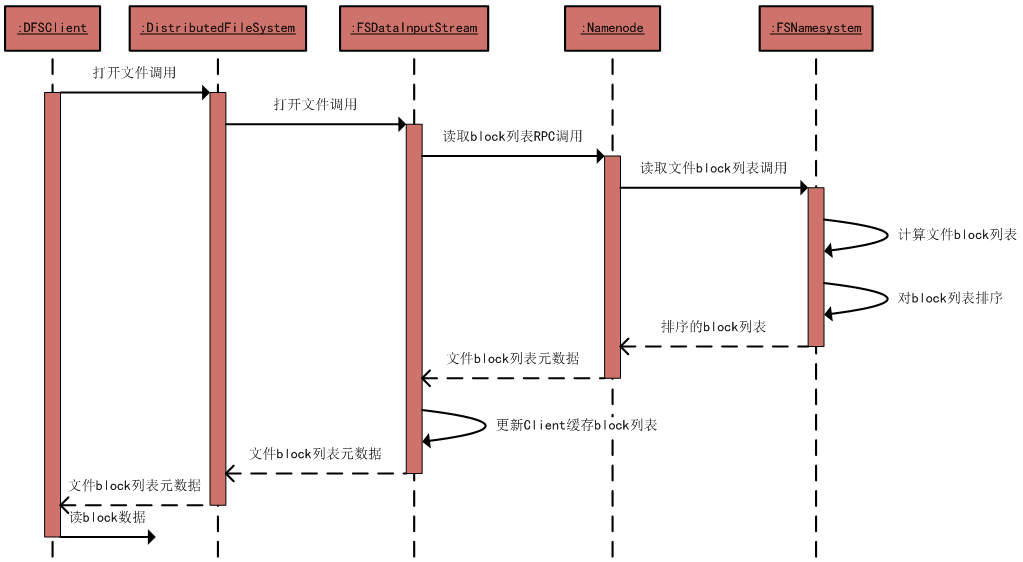 :DFSClient
:DistributedFileSystem
:FSDataInputStream
:Namenode
:FSNamesystem
打开文件调用
打开文件调用
读取block列表RPC调用
读取文件block列表调用
计算文件block列表
对block列表排序
排序的block列表
文件block列表元数据
更新Client缓存block列表
文件block列表元数据
文件block列表元数据
读block数据